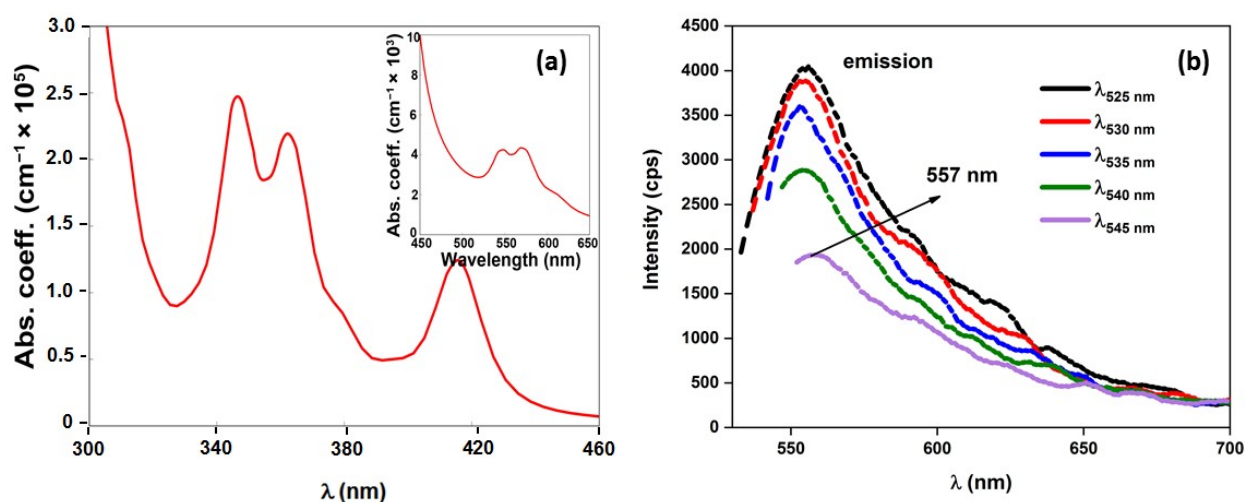 (a)
Abs. coeff. (cm⁻¹ × 10⁵)
3.0
2.5
2.0
1.5
1.0
0.5
0
300
340
380
420
460
λ (nm)
Abs. coeff. (cm⁻¹ × 10³)
10
8
6
4
2
0
450
500
550
600
650
Wavelength (nm)
(b)
Intensity (cps)
4500
4000
3500
3000
2500
2000
1500
1000
500
0
550
600
650
700
λ (nm)
emission
557 nm
λ525 nm
λ530 nm
λ535 nm
λ540 nm
λ545 nm